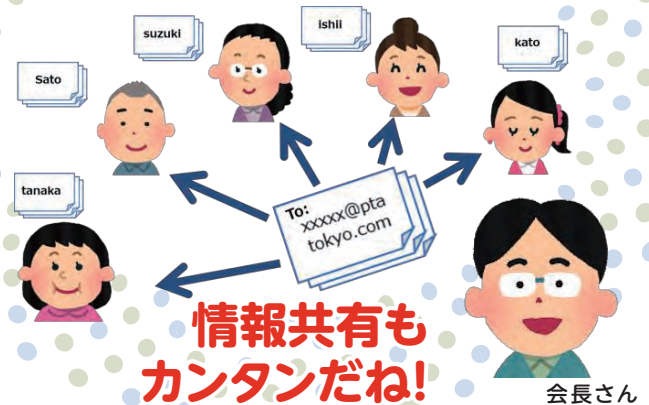 suzuki
ishii
kato
Sato
tanaka
To:
xxxxx@pta
tokyo.com
情報共有も
カンタンだね!
会長さん